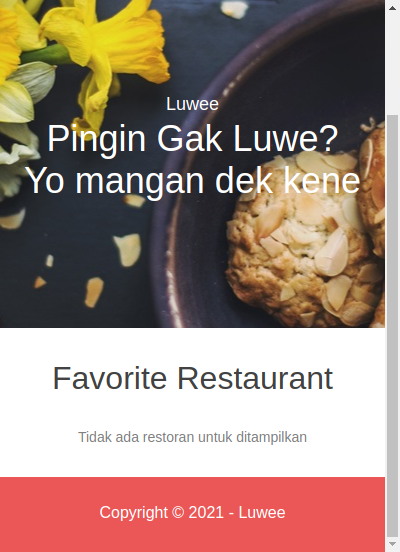 Luwee
Pingin Gak Luwe?
Yo mangan dek kene
Favorite Restaurant
Tidak ada restoran untuk ditampilkan
Copyright © 2021 - Luwee